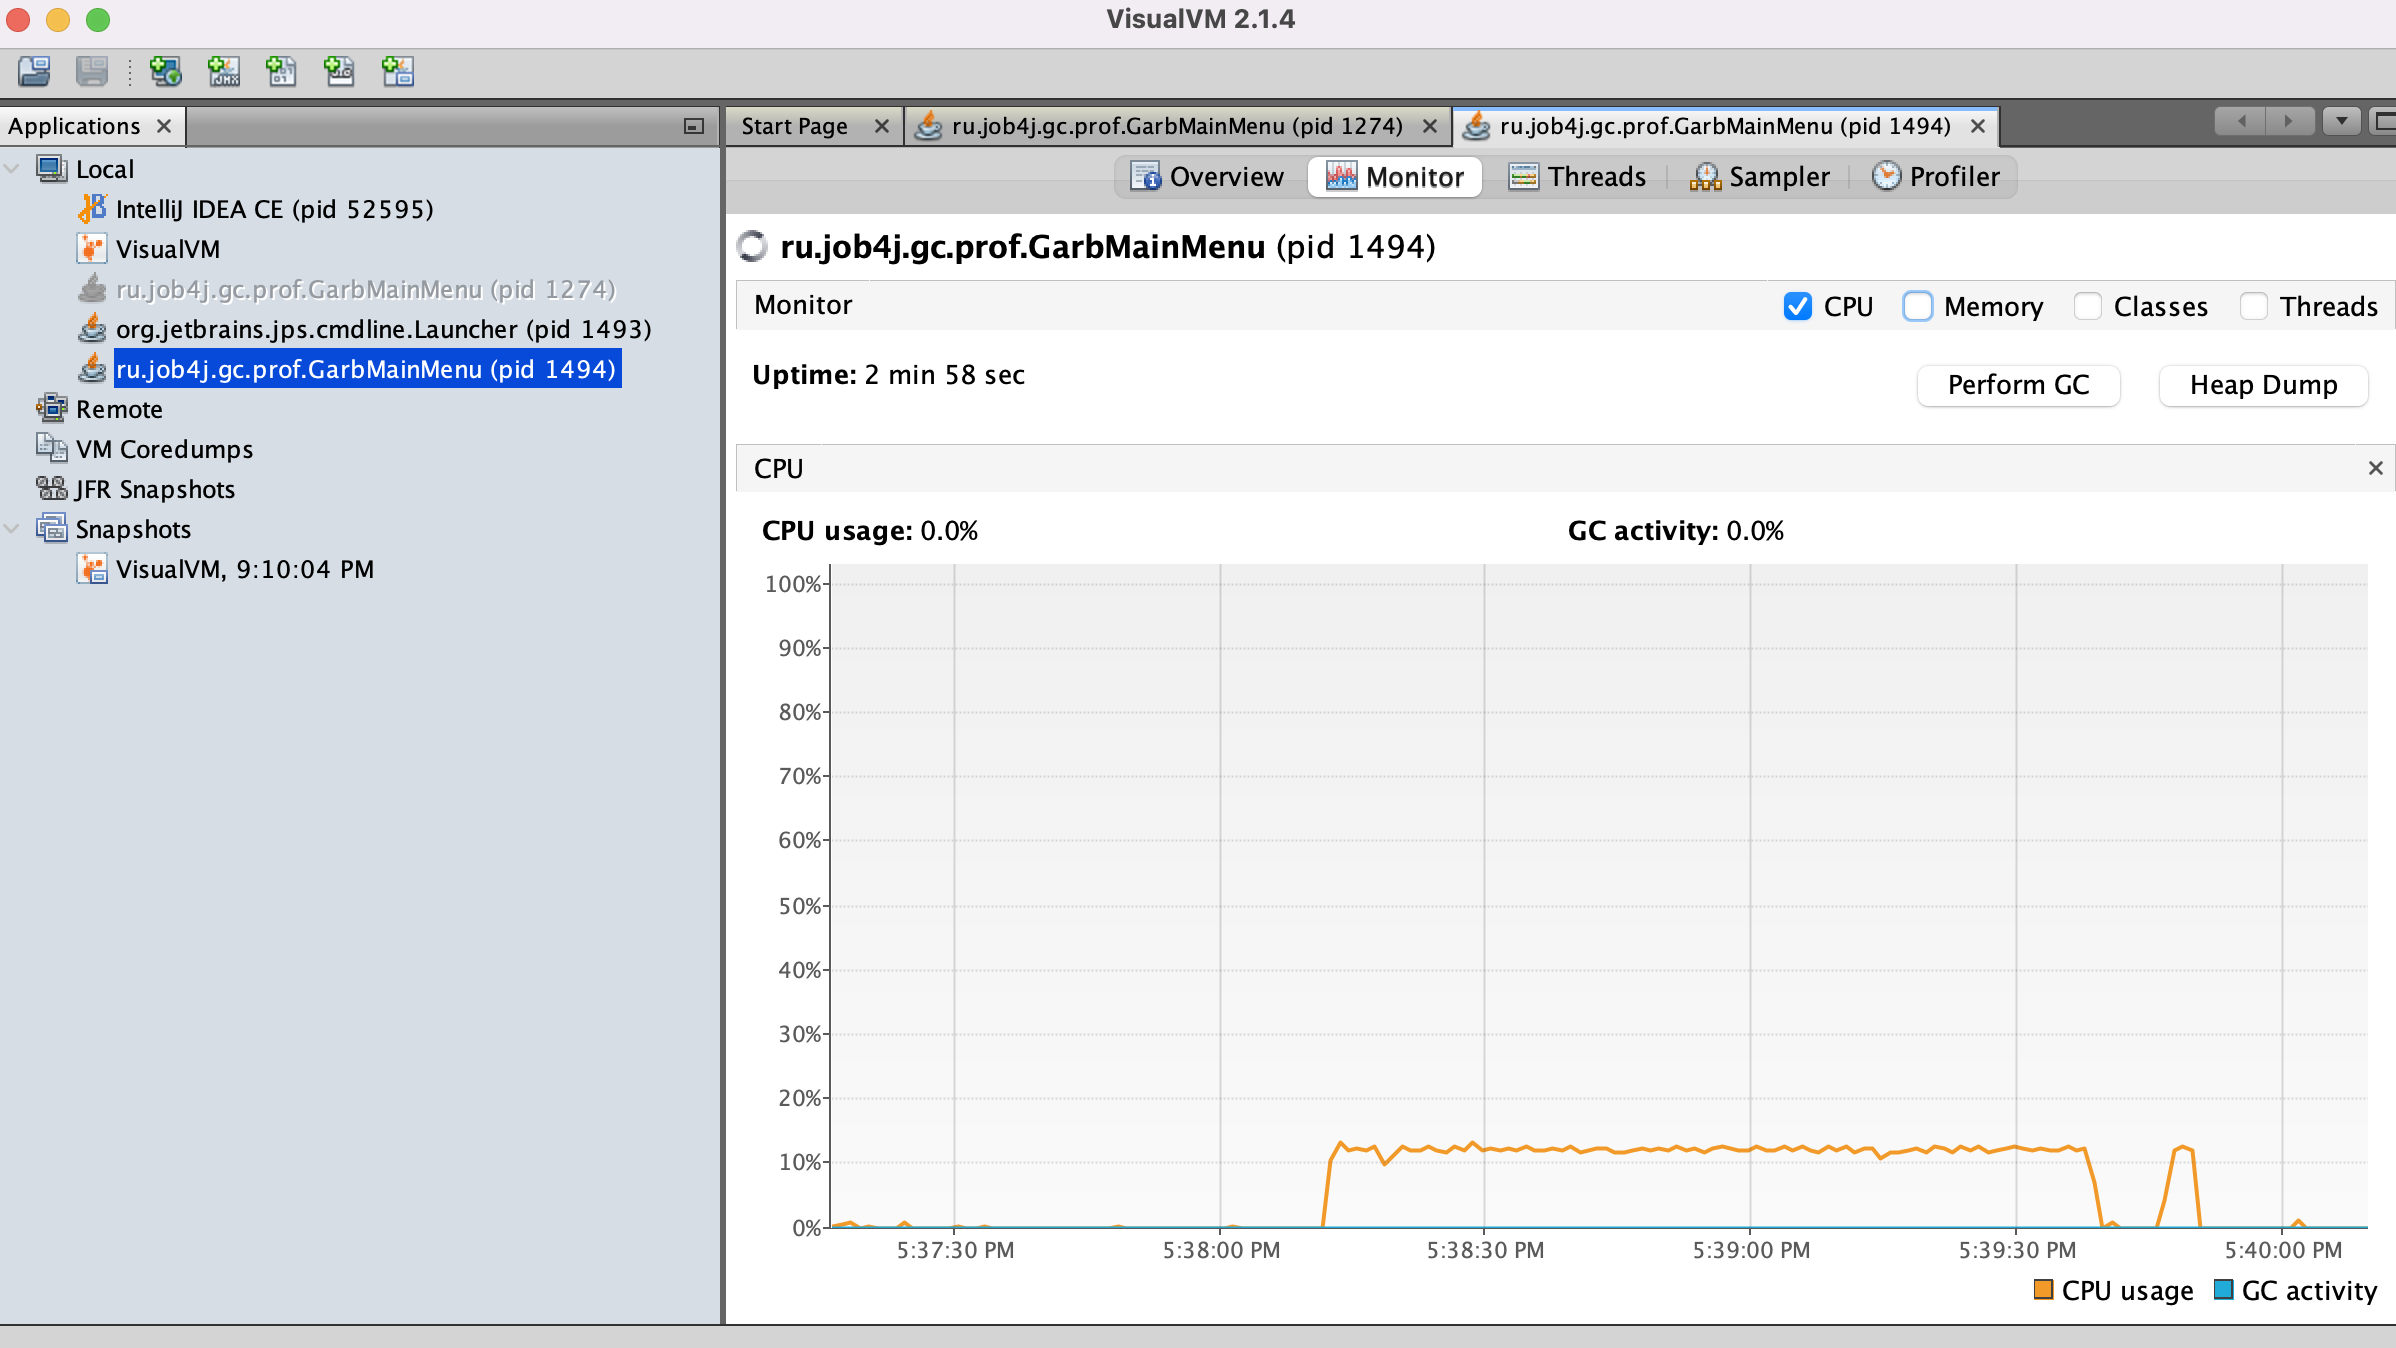 VisualVM 2.1.4
Applications
Local
IntelliJ IDEA CE (pid 52595)
VisualVM
ru.job4j.gc.prof.GarbMainMenu (pid 1274)
org.jetbrains.jps.cmdline.Launcher (pid 1493)
ru.job4j.gc.prof.GarbMainMenu (pid 1494)
Remote
VM Coredumps
JFR Snapshots
Snapshots
VisualVM, 9:10:04 PM
Start Page ru.job4j.gc.prof.GarbMainMenu (pid 1274) ru.job4j.gc.prof.GarbMainMenu (pid 1494)
Overview Monitor Threads Sampler Profiler
ru.job4j.gc.prof.GarbMainMenu (pid 1494)
Monitor CPU Memory Classes Threads
Uptime: 2 min 58 sec Perform GC Heap Dump
CPU
CPU usage: 0.0% GC activity: 0.0%
100%
90%
80%
70%
60%
50%
40%
30%
20%
10%
0%
5:37:30 PM 5:38:00 PM 5:38:30 PM 5:39:00 PM 5:39:30 PM 5:40:00 PM
CPU usage GC activity